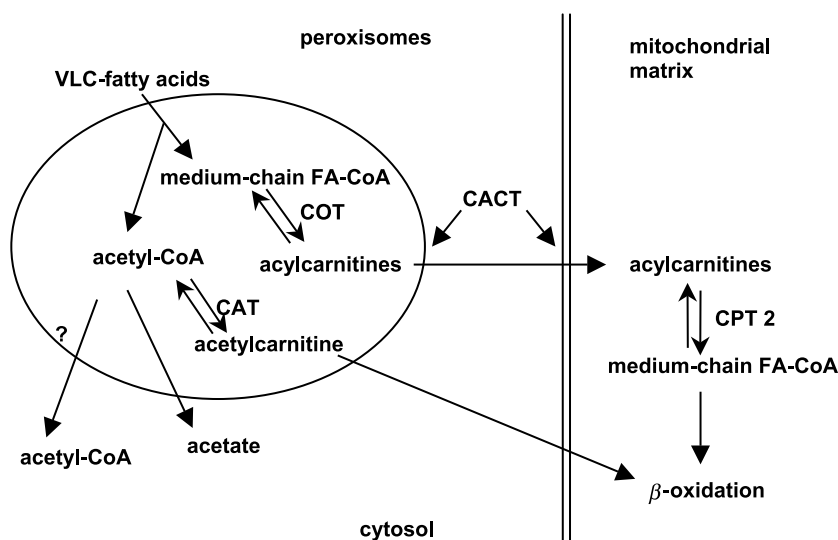 peroxisomes
mitochondrial
matrix
VLC-fatty acids
medium-chain FA-CoA
COT
CACT
acetyl-CoA
acylcarnitines
acylcarnitines
CAT
CPT 2
?
acetylcarnitine
medium-chain FA-CoA
acetyl-CoA
acetate
β-oxidation
cytosol